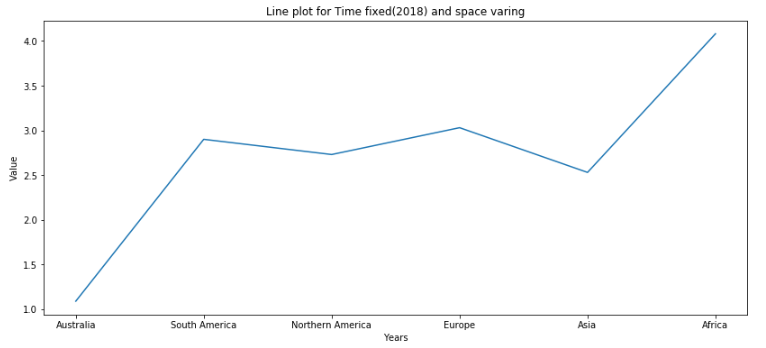 Line plot for Time fixed(2018) and space varing
4.0
3.5
3.0
2.5
2.0
1.5
1.0
Value
Australia South America Northern America Europe Asia Africa
Years